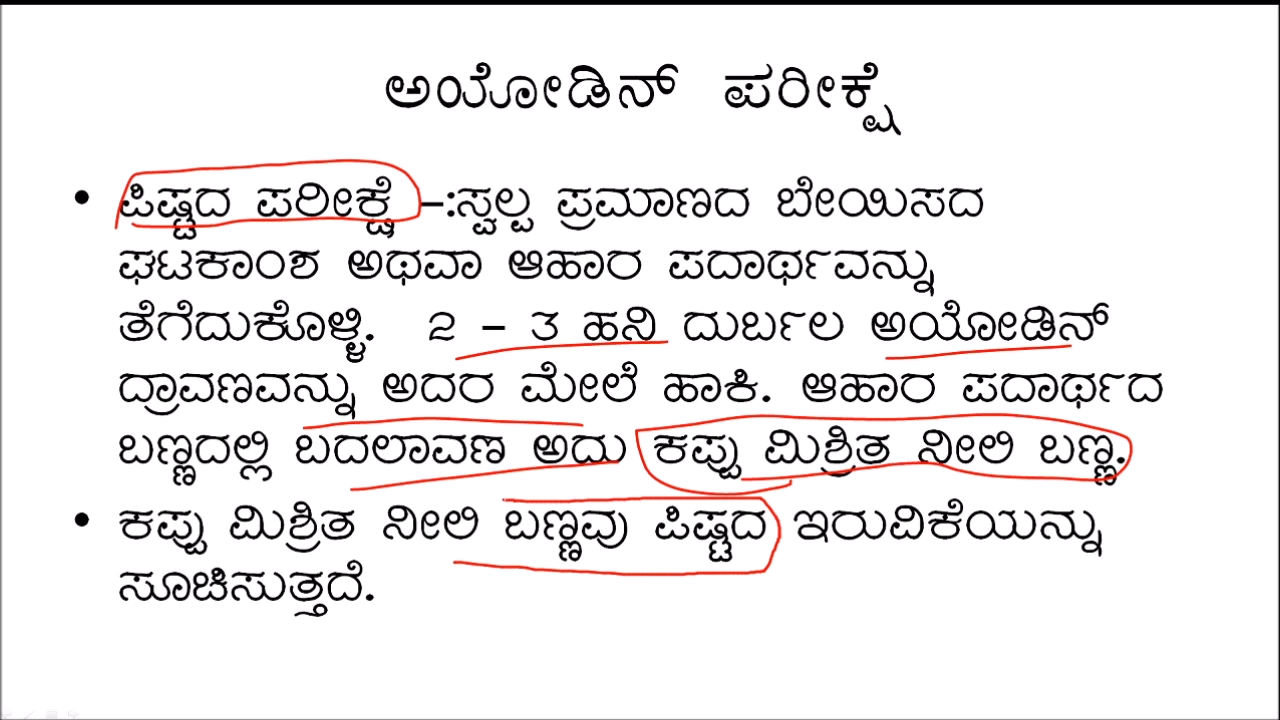 ಅಯೋಡಿನ್ ಪರೀಕ್ಷೆ
• ಪಿಷ್ಟದ ಪರೀಕ್ಷೆ –:ಸ್ವಲ್ಪ ಪ್ರಮಾಣದ ಬೇಯಿಸದ
ಘಟಕಾಂಶ ಅಥವಾ ಆಹಾರ ಪದಾರ್ಥವನ್ನು
ತೆಗೆದುಕೊಳ್ಳಿ. 2 – 3 ಹನಿ ದುರ್ಬಲ ಅಯೋಡಿನ್
ದ್ರಾವಣವನ್ನು ಅದರ ಮೇಲೆ ಹಾಕಿ. ಆಹಾರ ಪದಾರ್ಥದ
ಬಣ್ಣದಲ್ಲಿ ಬದಲಾವಣ ಅದು ಕಪ್ಪು ಮಿಶ್ರಿತ ನೀಲಿ ಬಣ್ಣ.
• ಕಪ್ಪು ಮಿಶ್ರಿತ ನೀಲಿ ಬಣ್ಣವು ಪಿಷ್ಟದ ಇರುವಿಕೆಯನ್ನು
ಸೂಚಿಸುತ್ತದೆ.